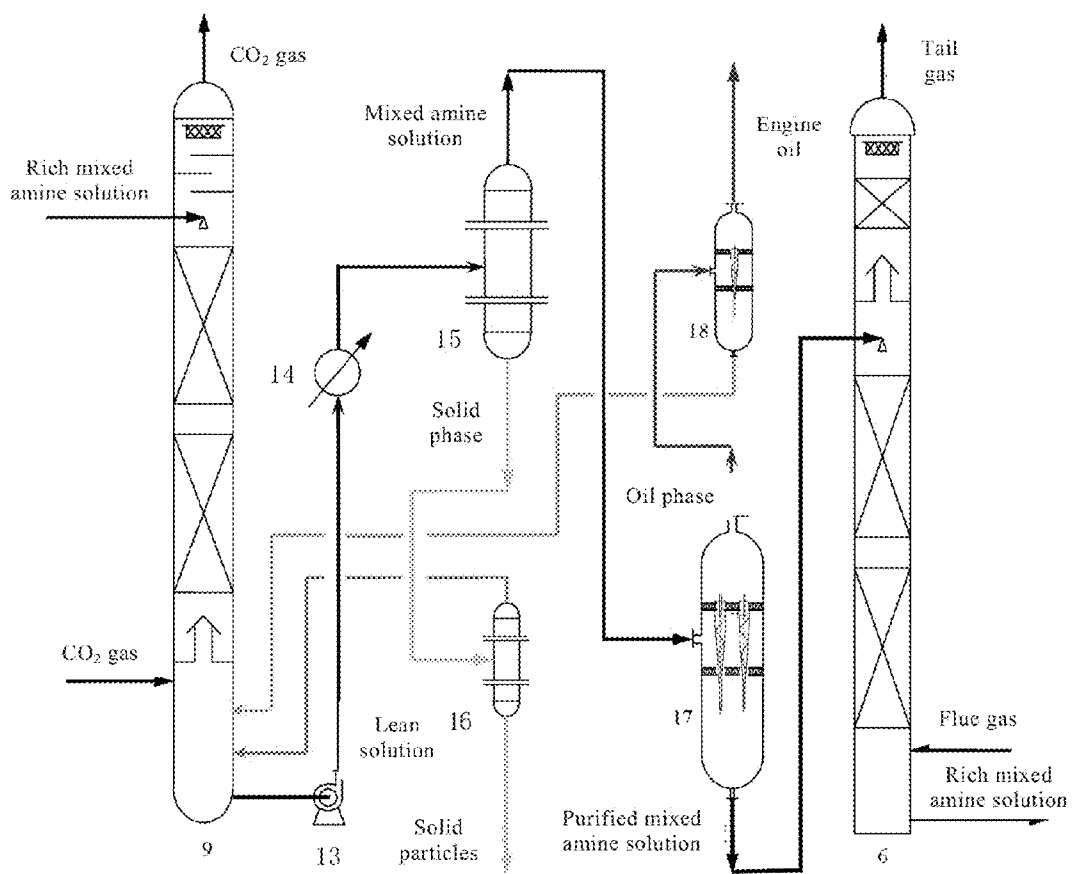 CO₂ gas
Tail
gas
Mixed amine
solution
Engine
oil
Rich mixed
amine solution
15
18
14
Solid
phase
Oil phase
CO₂ gas
16
17
Lean
solution
Flue gas
Rich mixed
amine solution
Purified mixed
amine solution
Solid
particles
9
13
6